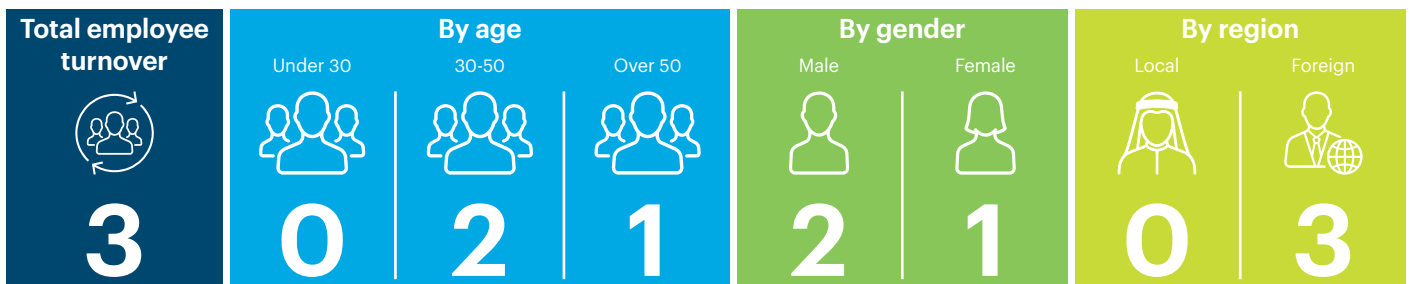 Total employee
turnover
3
By age
Under 30
30-50
Over 50
0
2
1
By gender
Male
Female
2
1
By region
Local
Foreign
0
3